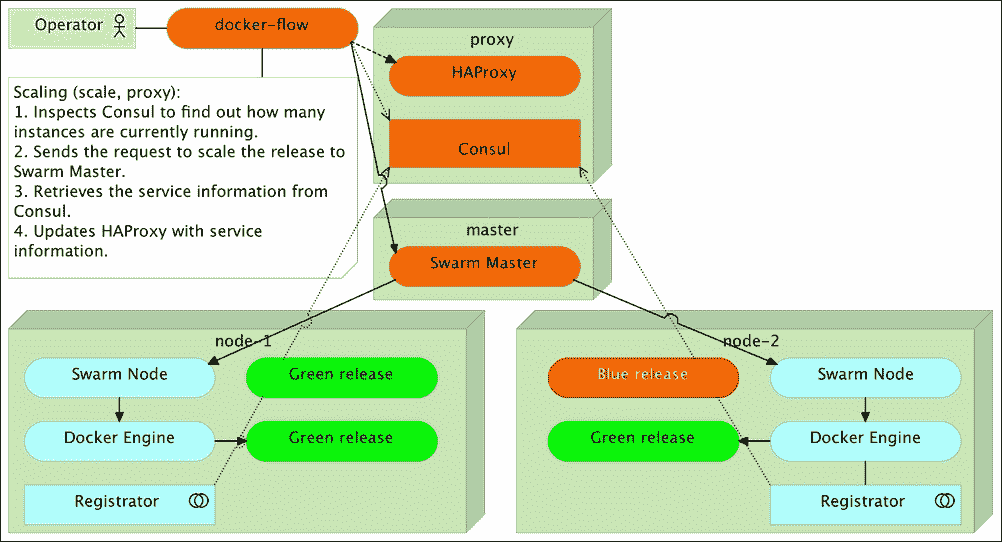 Operator
docker-flow
proxy
HAProxy
Consul
Scaling (scale, proxy):
1. Inspects Consul to find out how many
instances are currently running.
2. Sends the request to scale the release to
Swarm Master.
3. Retrieves the service information from
Consul.
4. Updates HAProxy with service
information.
master
Swarm Master
node-1
Swarm Node
Green release
Docker Engine
Green release
Registrator
node-2
Blue release
Swarm Node
Green release
Docker Engine
Registrator